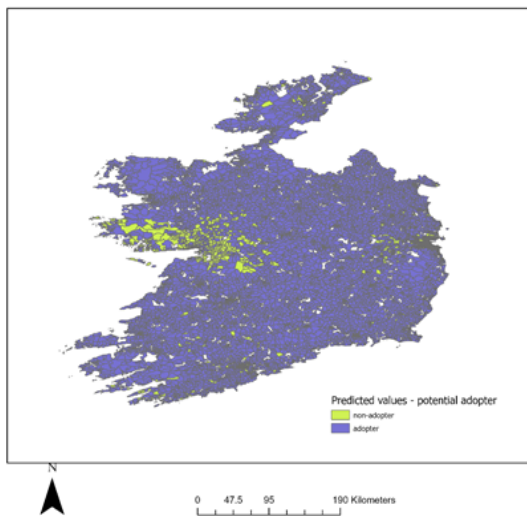 Predicted values - potential adopter
non-adopter
adopter
N
0 47.5 95 190 Kilometers